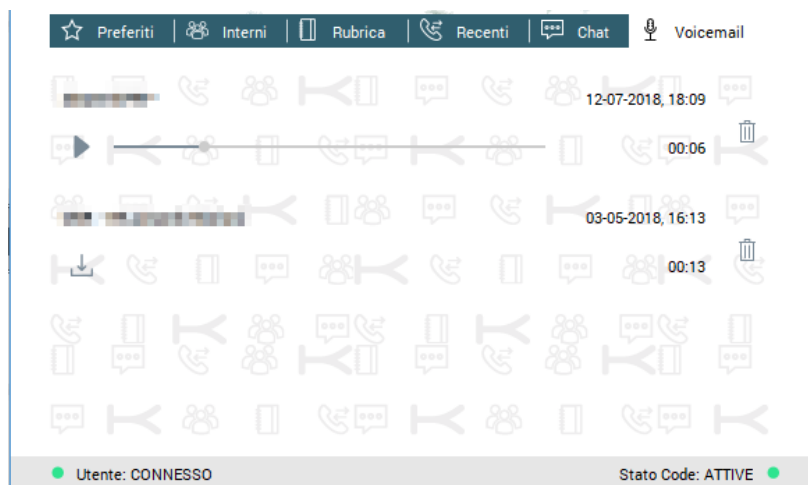 Preferiti Interni Rubrica Recenti Chat Voicemail
12-07-2018, 18:09
00:06
03-05-2018, 16:13
00:13
Utente: CONNESSO Stato Code: ATTIVE